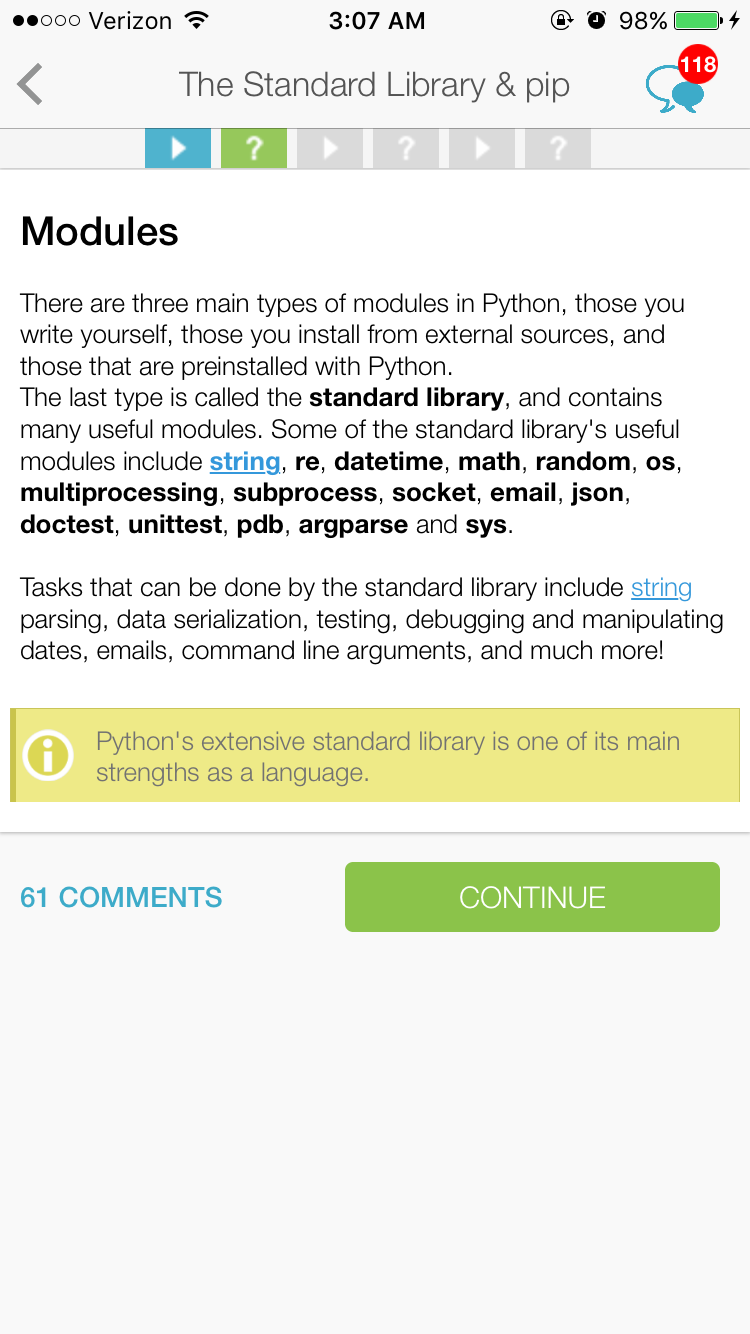 Verizon 3:07 AM 98%
The Standard Library & pip 118
? ? ?
Modules
There are three main types of modules in Python, those you
write yourself, those you install from external sources, and
those that are preinstalled with Python.
The last type is called the standard library, and contains
many useful modules. Some of the standard library's useful
modules include string, re, datetime, math, random, os,
multiprocessing, subprocess, socket, email, json,
doctest, unittest, pdb, argparse and sys.
Tasks that can be done by the standard library include string
parsing, data serialization, testing, debugging and manipulating
dates, emails, command line arguments, and much more!
Python's extensive standard library is one of its main
strengths as a language.
61 COMMENTS CONTINUE